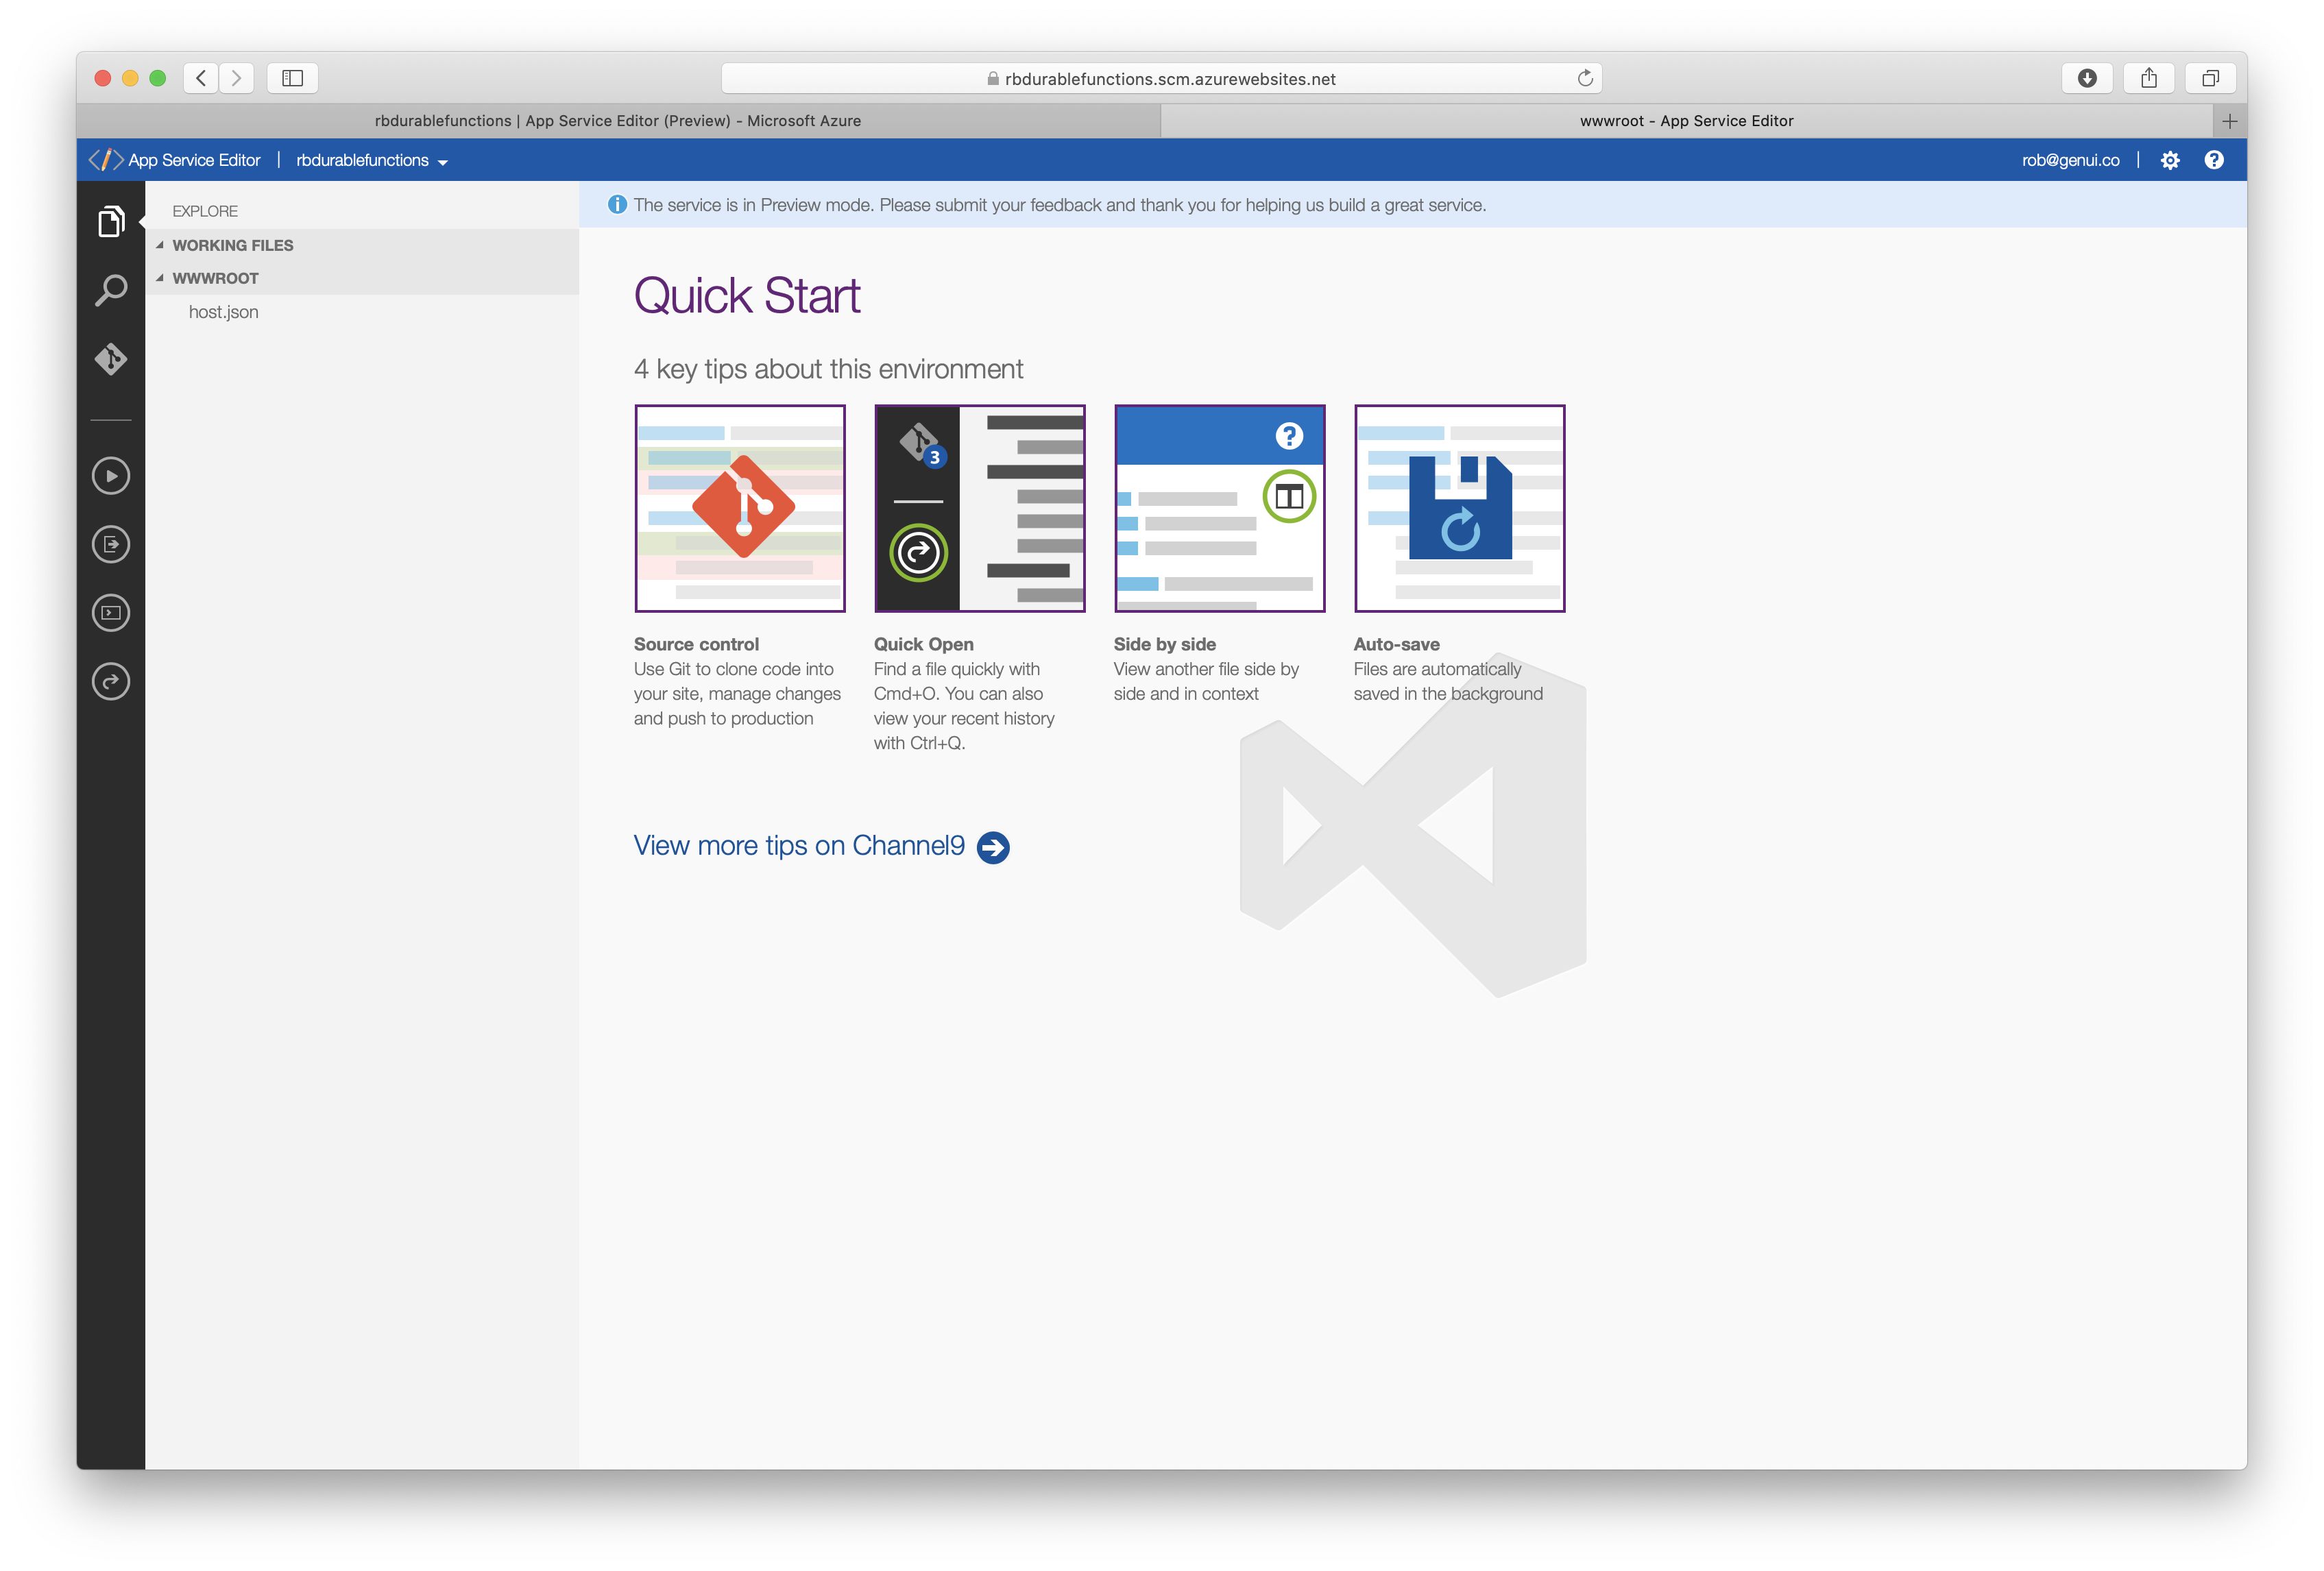 rbdurablefunctions.scm.azurewebsites.net
rbdurablefunctions | App Service Editor (Preview) - Microsoft Azure
wwwroot - App Service Editor
App Service Editor | rbdurablefunctions
rob@genui.co |
EXPLORE
WORKING FILES
WWWROOT
host.json
The service is in Preview mode. Please submit your feedback and thank you for helping us build a great service.
Quick Start
4 key tips about this environment
3
?
Source control
Use Git to clone code into
your site, manage changes
and push to production
Quick Open
Find a file quickly with
Cmd+O. You can also
view your recent history
with Ctrl+Q.
Side by side
View another file side by
side and in context
Auto-save
Files are automatically
saved in the background
View more tips on Channel9